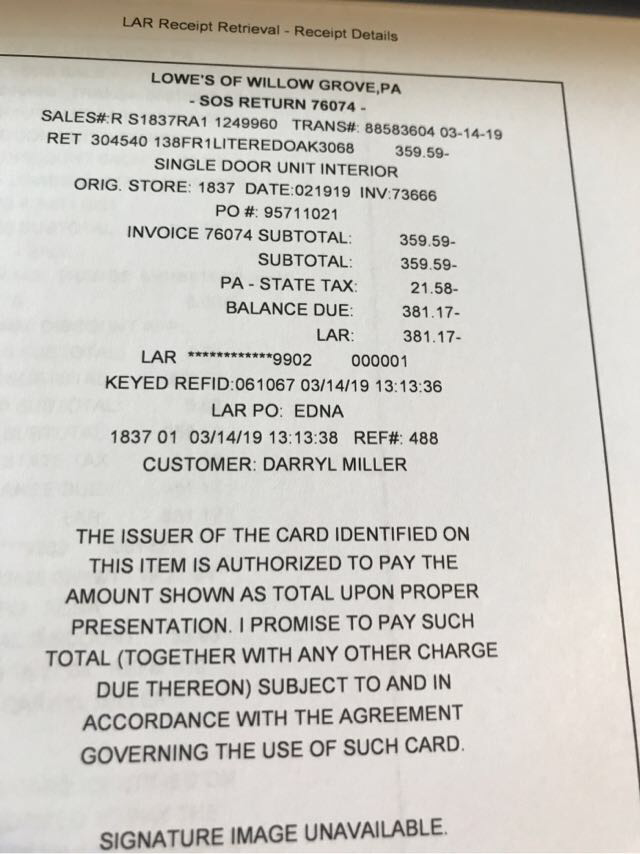 LAR Receipt Retrieval - Receipt Details
LOWE'S OF WILLOW GROVE,PA
- SOS RETURN 76074 -
SALES#:R S1837RA1 1249960 TRANS#: 88583604 03-14-19
RET 304540 138FR1LITEREDOAK3068 359.59-
SINGLE DOOR UNIT INTERIOR
ORIG. STORE: 1837 DATE:021919 INV:73666
PO #: 95711021
INVOICE 76074 SUBTOTAL: 359.59-
SUBTOTAL: 359.59-
PA - STATE TAX: 21.58-
BALANCE DUE: 381.17-
LAR: 381.17-
LAR ************9902 000001
KEYED REFID:061067 03/14/19 13:13:36
LAR PO: EDNA
1837 01 03/14/19 13:13:38 REF#: 488
CUSTOMER: DARRYL MILLER
THE ISSUER OF THE CARD IDENTIFIED ON
THIS ITEM IS AUTHORIZED TO PAY THE
AMOUNT SHOWN AS TOTAL UPON PROPER
PRESENTATION. I PROMISE TO PAY SUCH
TOTAL (TOGETHER WITH ANY OTHER CHARGE
DUE THEREON) SUBJECT TO AND IN
ACCORDANCE WITH THE AGREEMENT
GOVERNING THE USE OF SUCH CARD.
SIGNATURE IMAGE UNAVAILABLE.